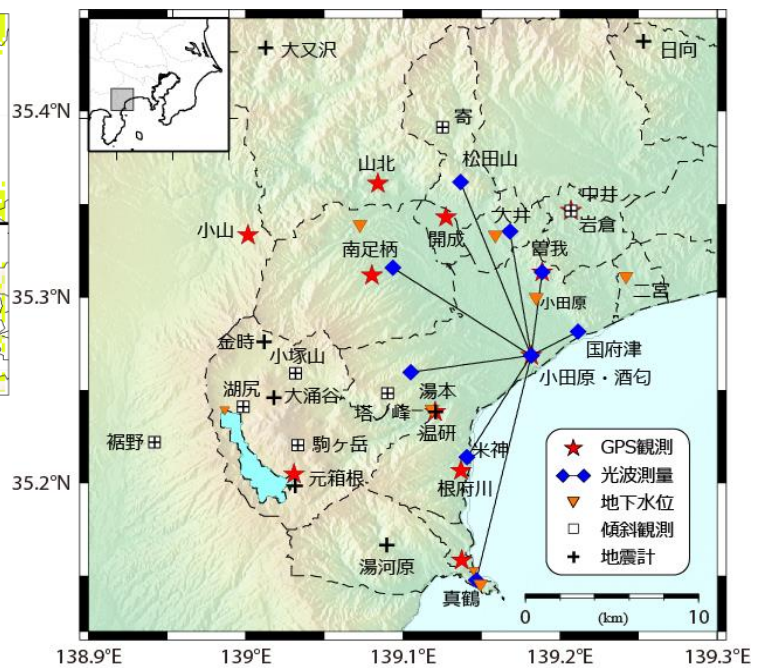 大又沢
日向
35.4°N
寄
松田山
山北
中井
大井
岩倉
小山
開成
曽我
南足柄
35.3°N
二宮
小田原
国府津
金時
小塚山
小田原・酒匂
湖尻
大涌谷
湯本
塔ノ峰
温研
裾野
駒ヶ岳
米神
元箱根
根府川
35.2°N
湯河原
真鶴
GPS観測
光波測量
地下水位
傾斜観測
地震計
0
(km)
10
138.9°E
139°E
139.1°E
139.2°E
139.3°E